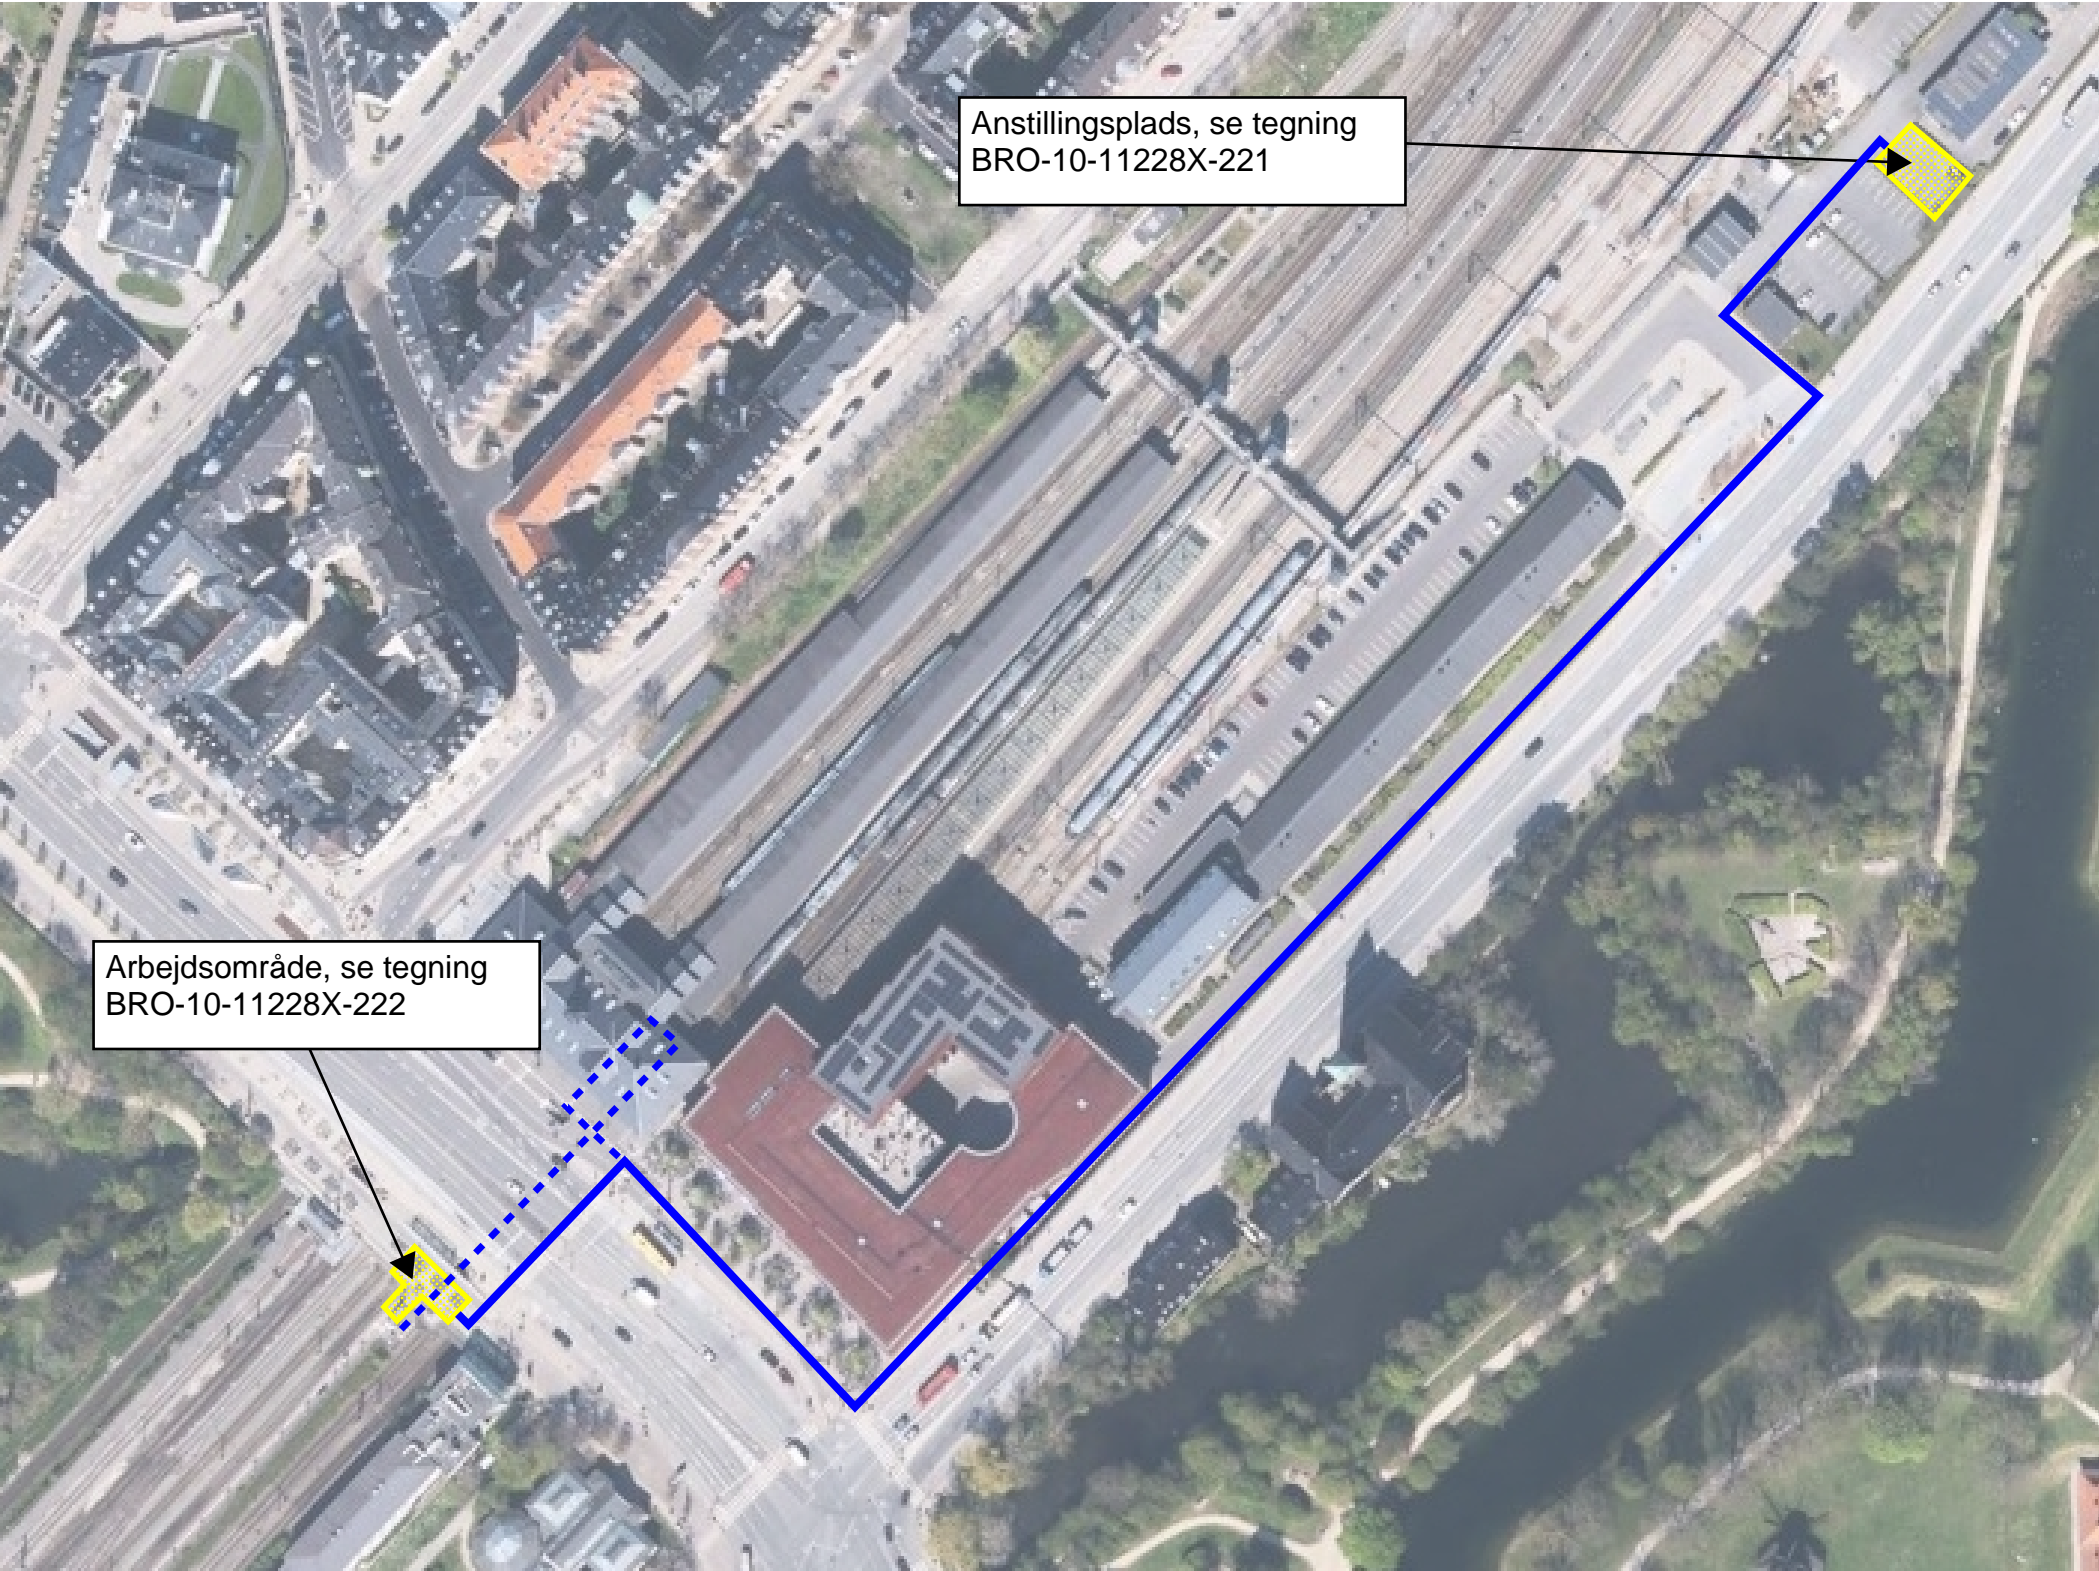 Anstillingsplads, se tegning
BRO-10-11228X-221
Arbejdsområde, se tegning
BRO-10-11228X-222